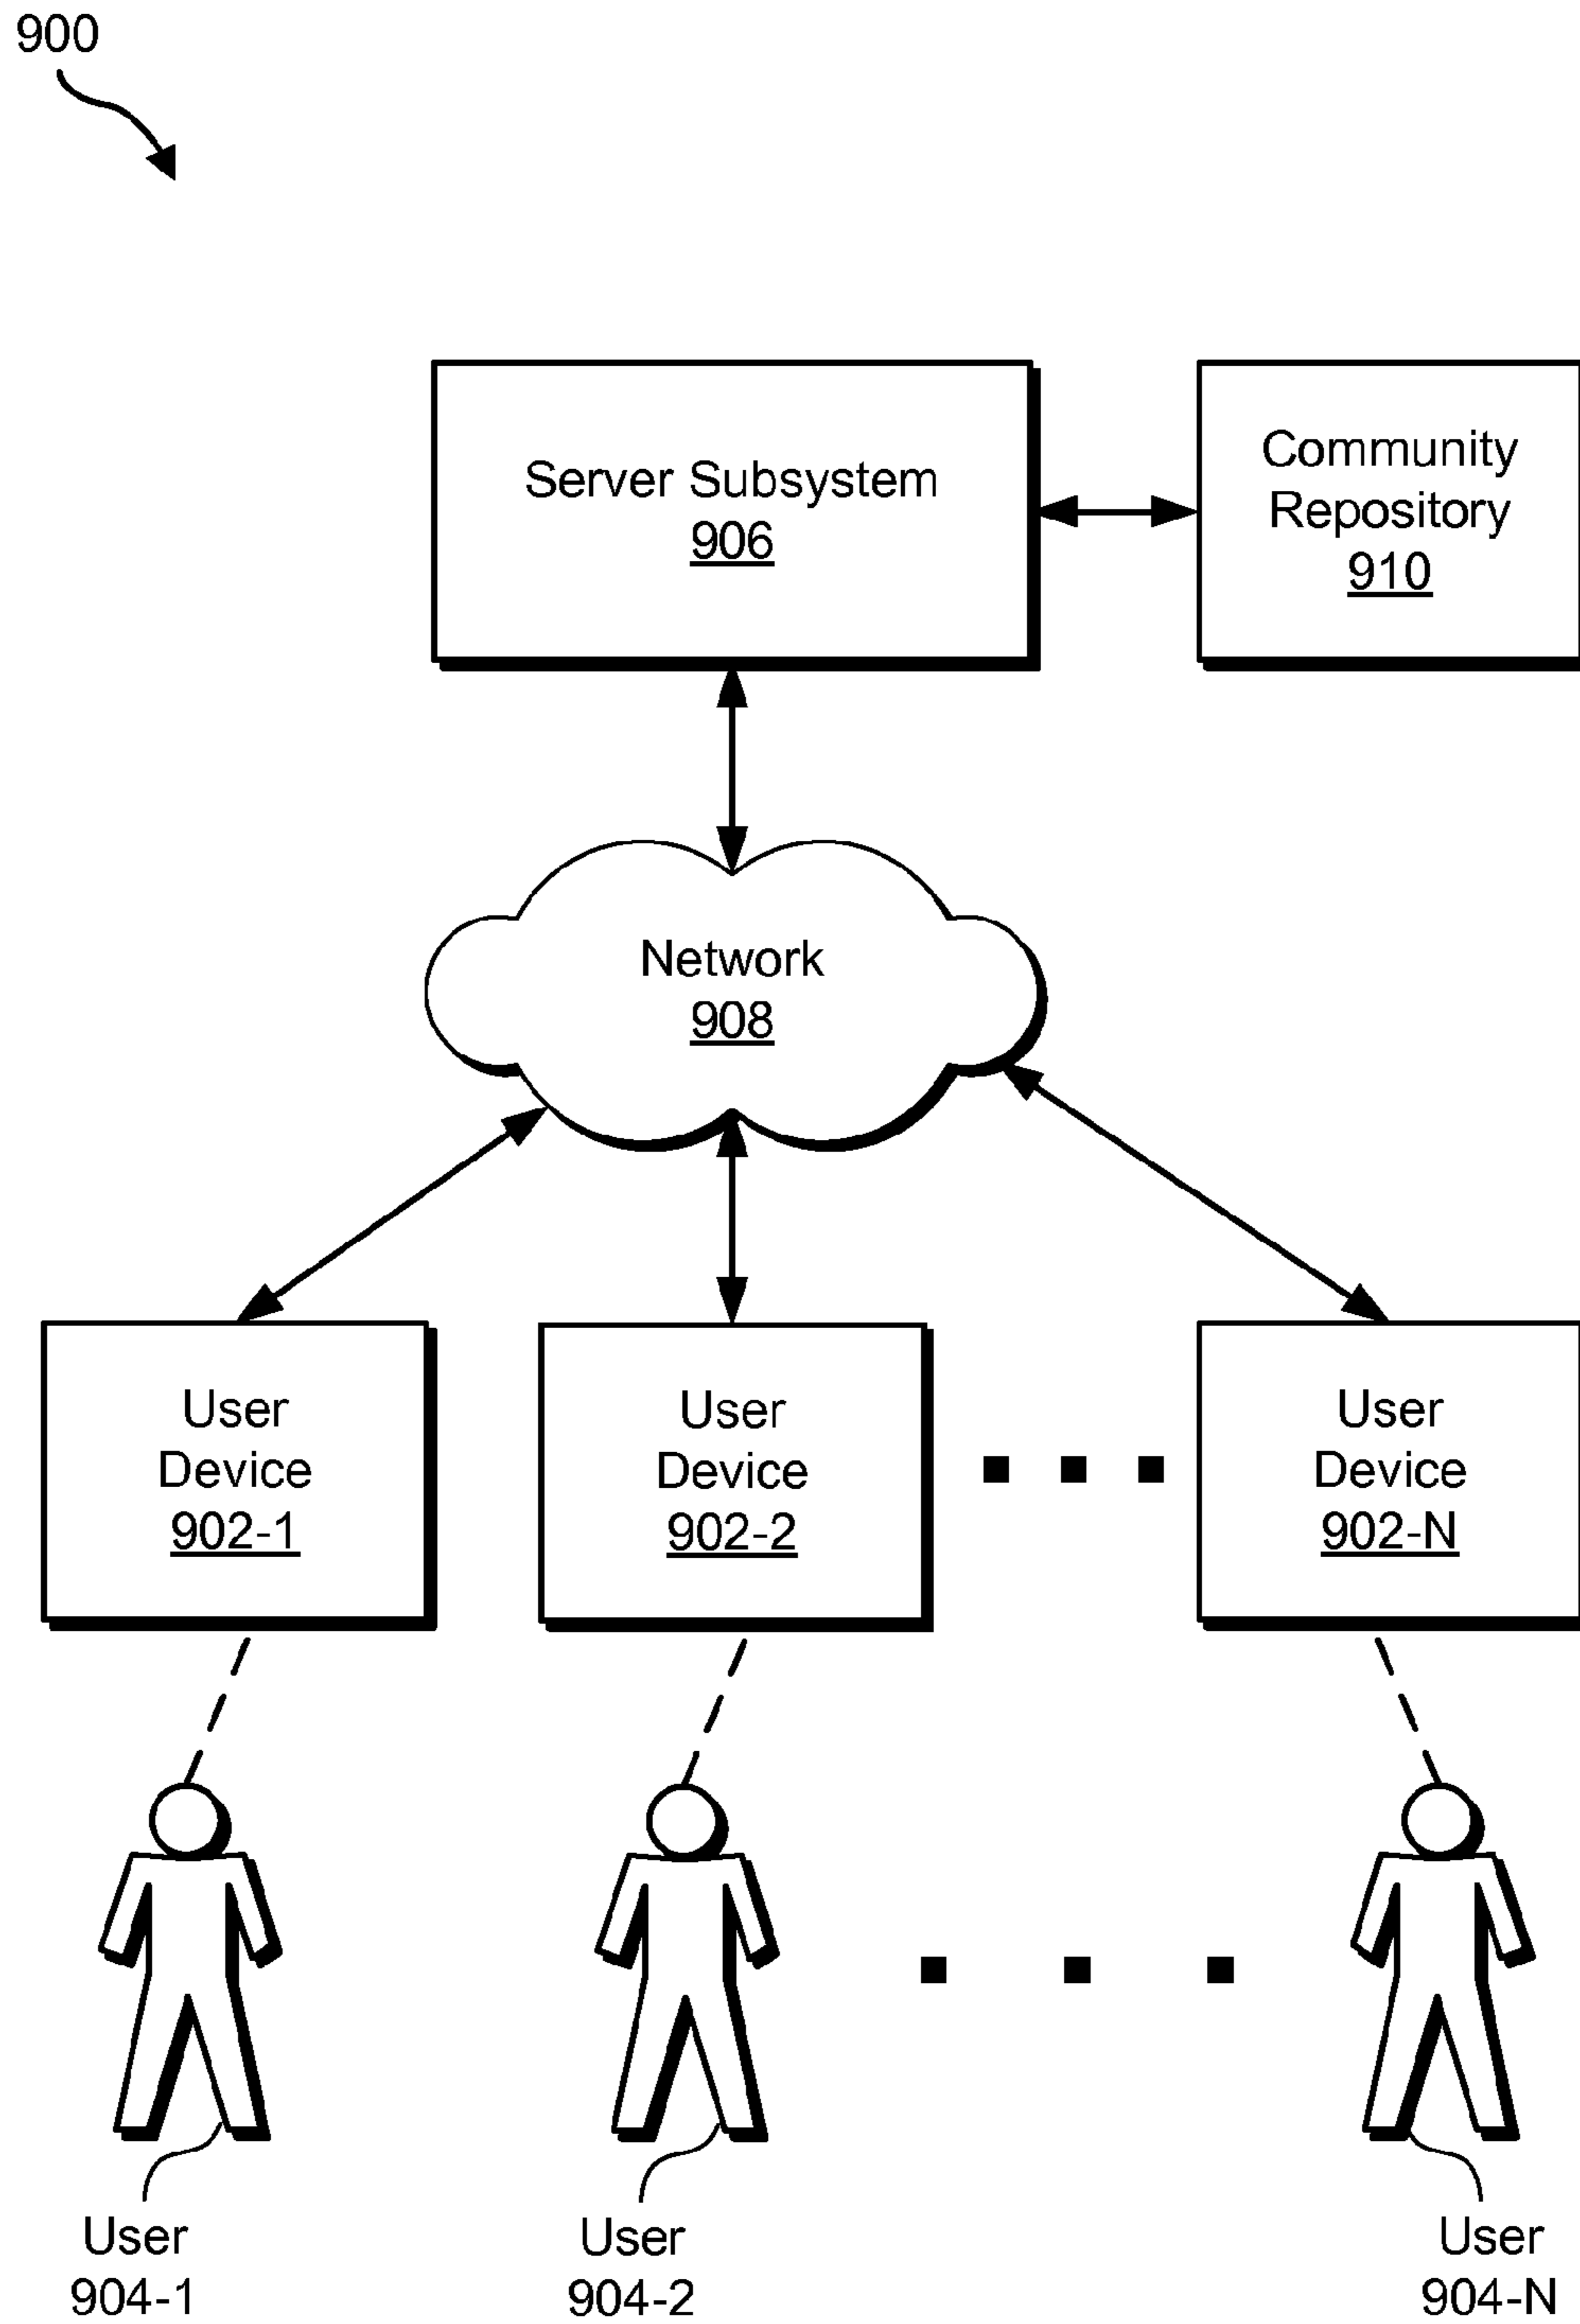 900
Server Subsystem
906
Community
Repository
910
Network
908
User
Device
902-1
User
Device
902-2
User
Device
902-N
User
904-1
User
904-2
User
904-N